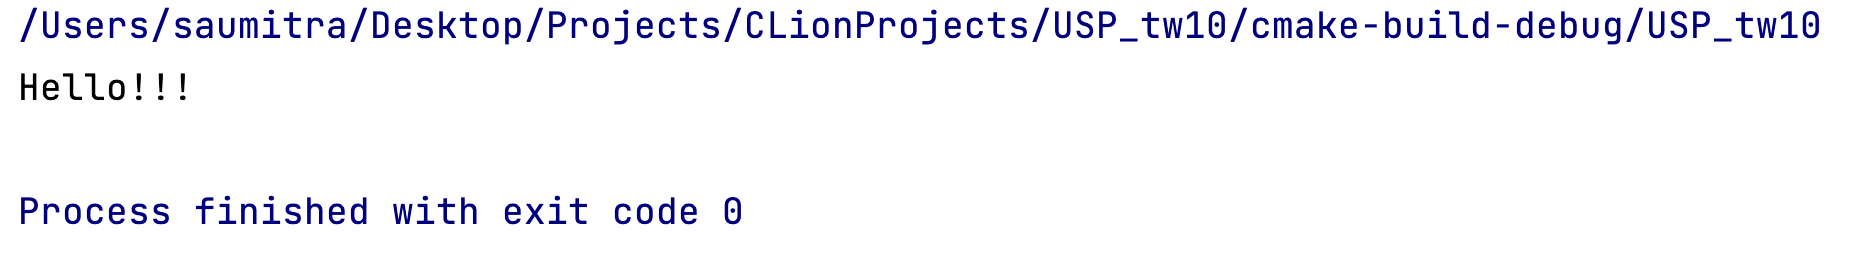 /Users/saumitra/Desktop/Projects/CLionProjects/USP_tw10/cmake-build-debug/USP_tw10
Hello!!!
Process finished with exit code 0